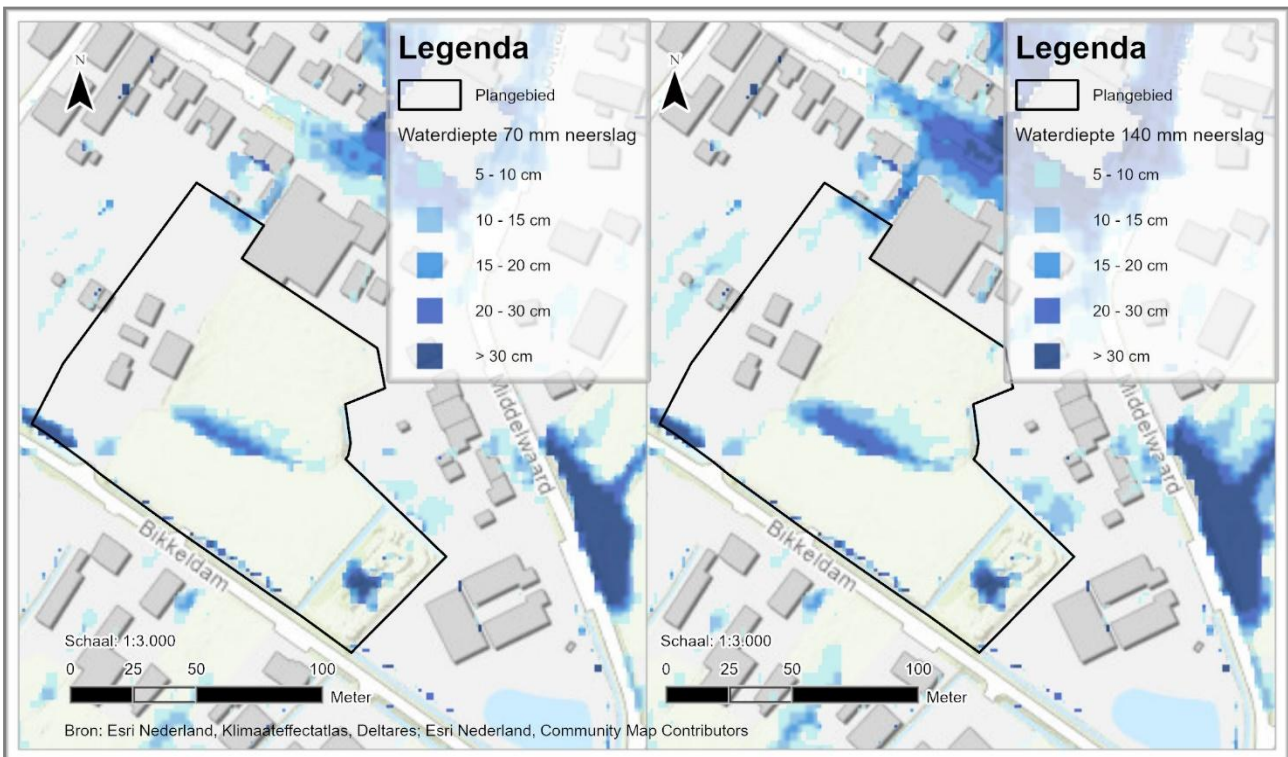 N
Legenda
Plangebied
Waterdiepte 70 mm neerslag
5 - 10 cm
10 - 15 cm
15 - 20 cm
20 - 30 cm
> 30 cm
Middelwaard
Bikkeldam
Schaal: 1:3.000
0 25 50 100
Meter
N
Legenda
Plangebied
Waterdiepte 140 mm neerslag
5 - 10 cm
10 - 15 cm
15 - 20 cm
20 - 30 cm
> 30 cm
Middelwaard
Bikkeldam
Schaal: 1:3.000
0 25 50 100
Meter
Bron: Esri Nederland, Klimaateffectatlas, Deltares; Esri Nederland, Community Map Contributors